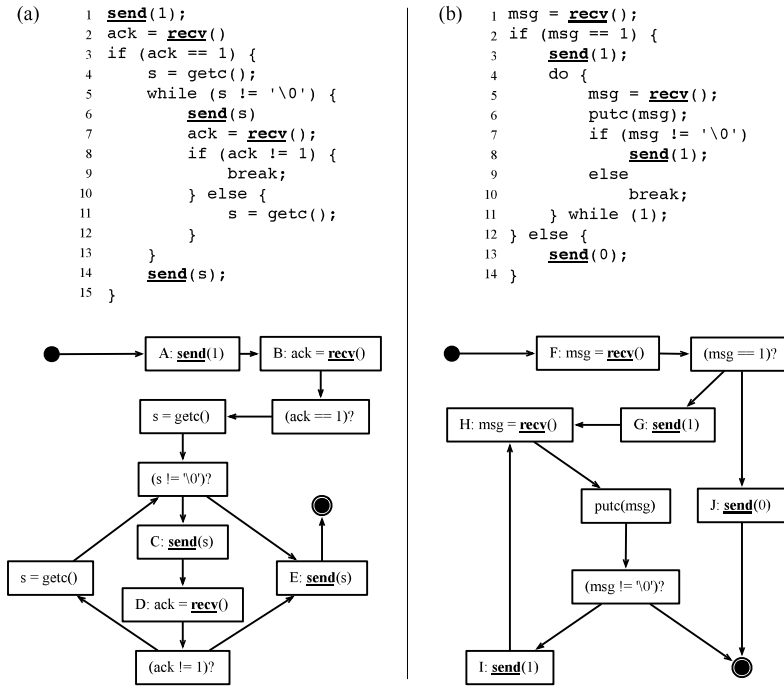 (a)
1 send(1);
2 ack = recv()
3 if (ack == 1) {
4     s = getc();
5     while (s != '\0') {
6         send(s)
7         ack = recv();
8         if (ack != 1) {
9             break;
10         } else {
11             s = getc();
12         }
13     }
14     send(s);
15 }
A: send(1)
B: ack = recv()
s = getc()
(ack == 1)?
(s != '\0')?
C: send(s)
s = getc()
E: send(s)
D: ack = recv()
(ack != 1)?
(b)
1 msg = recv();
2 if (msg == 1) {
3     send(1);
4     do {
5         msg = recv();
6         putc(msg);
7         if (msg != '\0')
8             send(1);
9         else
10             break;
11     } while (1);
12 } else {
13     send(0);
14 }
F: msg = recv()
(msg == 1)?
H: msg = recv()
G: send(1)
putc(msg)
J: send(0)
(msg != '\0')?
I: send(1)